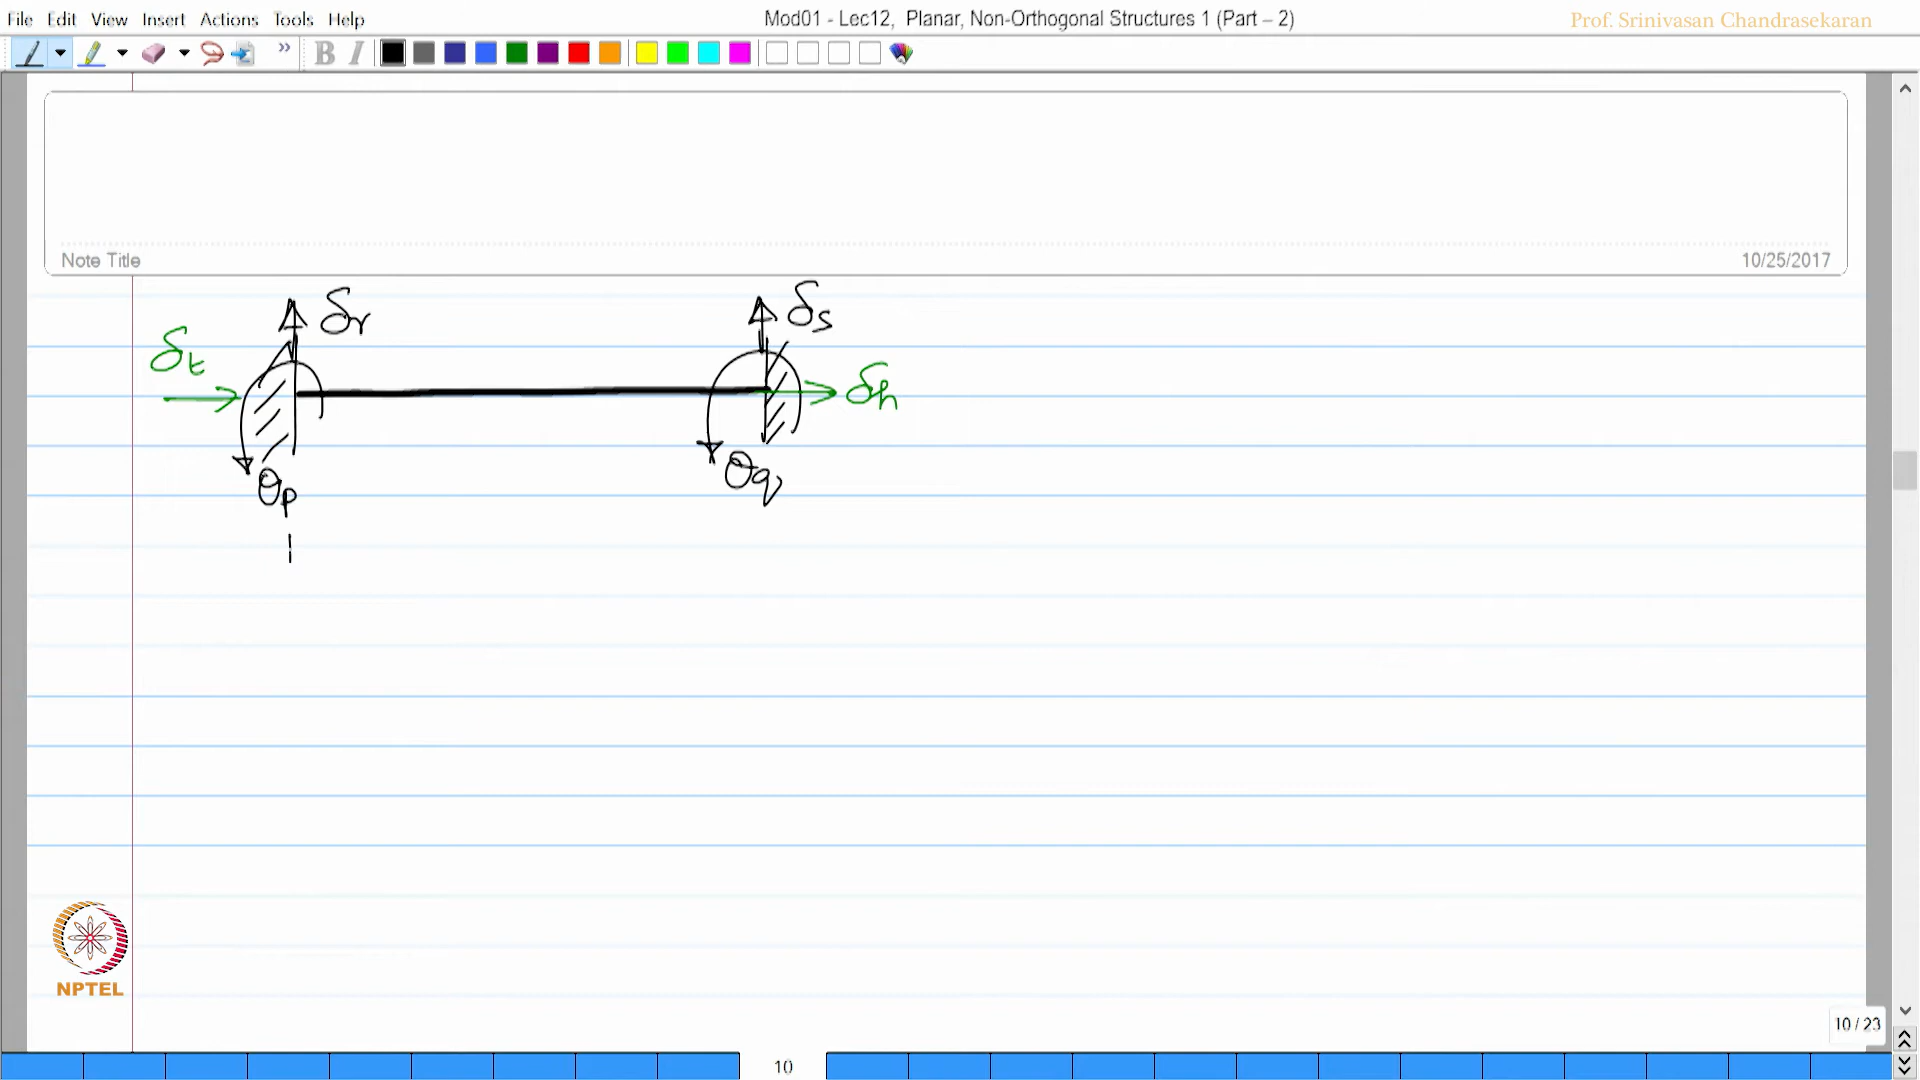 File Edit View Insert Actions Tools Help
Mod01 - Lec12, Planar, Non-Orthogonal Structures 1 (Part – 2)
Prof. Srinivasan Chandrasekaran
B I
Note Title
10/25/2017
δr
δs
δt
δh
θp
θq
NPTEL
10 / 23
10